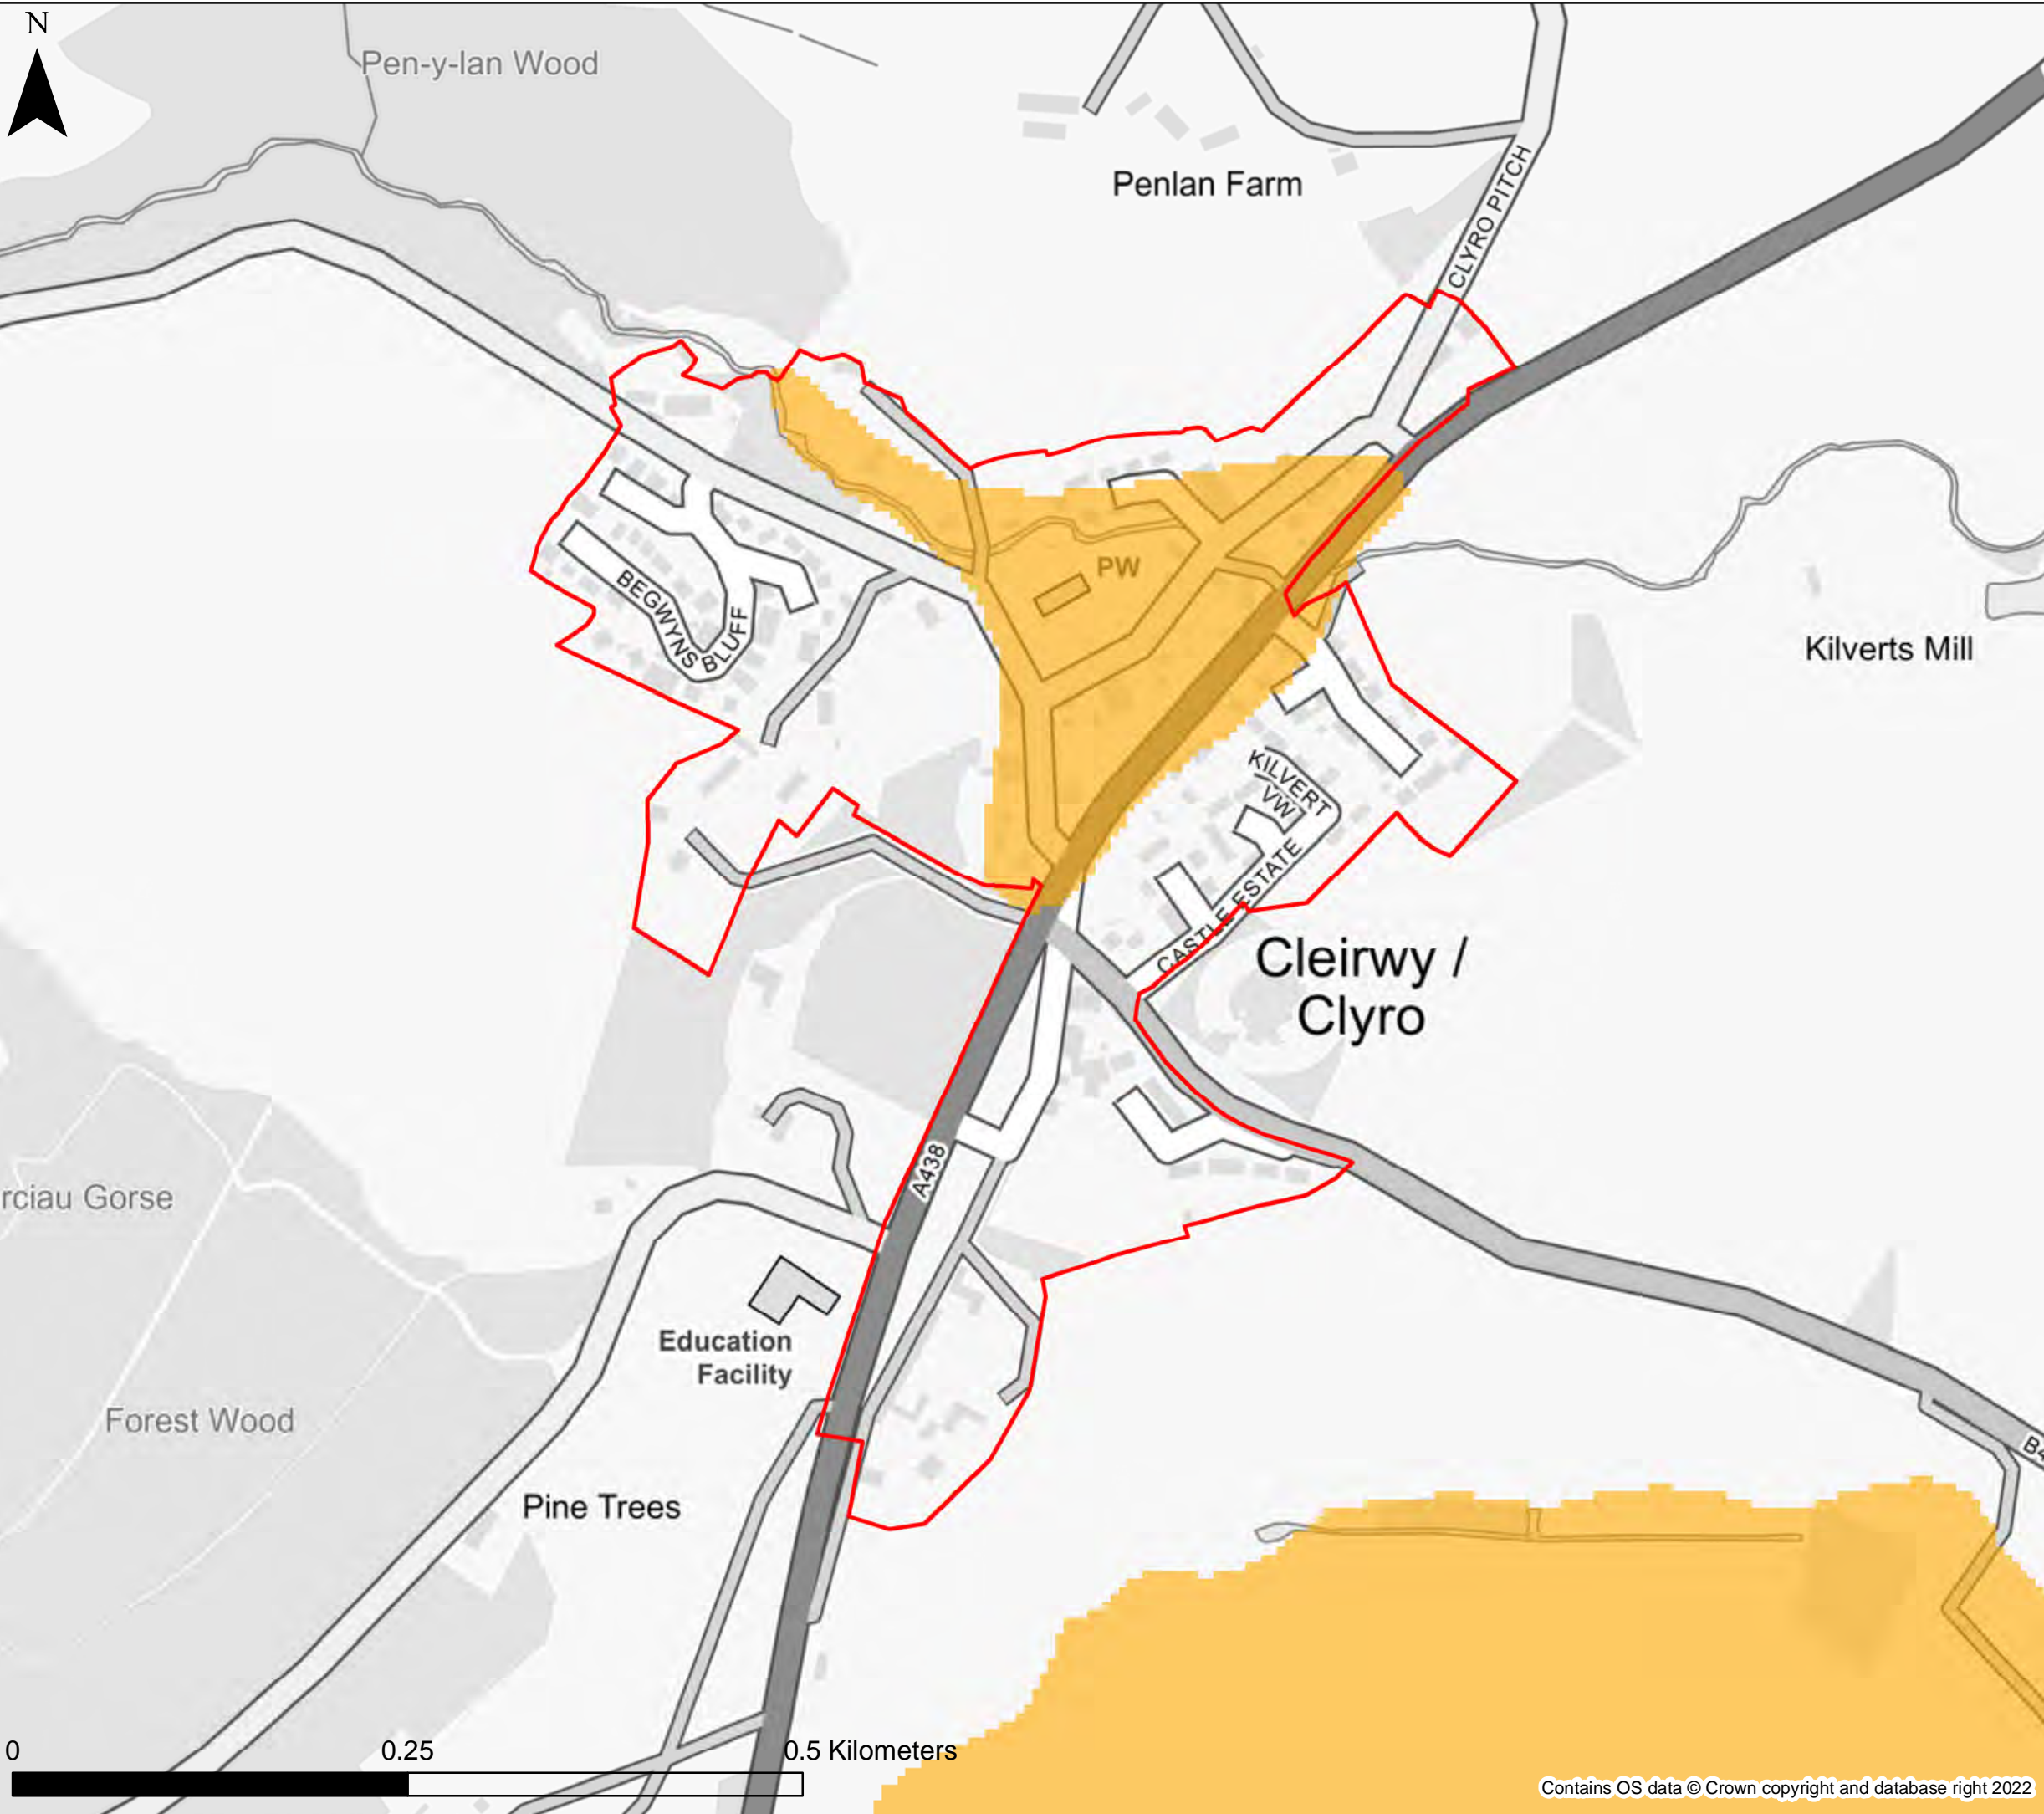 N
Pen-y-lan Wood
Penlan Farm
CLYRO PITCH
PW
BEGWYNS BLUFF
Kilverts Mill
KILVERT
VW
CASTLE ESTATE
Cleirwy /
Clyro
A438
rciau Gorse
Education
Facility
Forest Wood
B4
Pine Trees
0
0.25
0.5 Kilometers
Contains OS data © Crown copyright and database right 2022